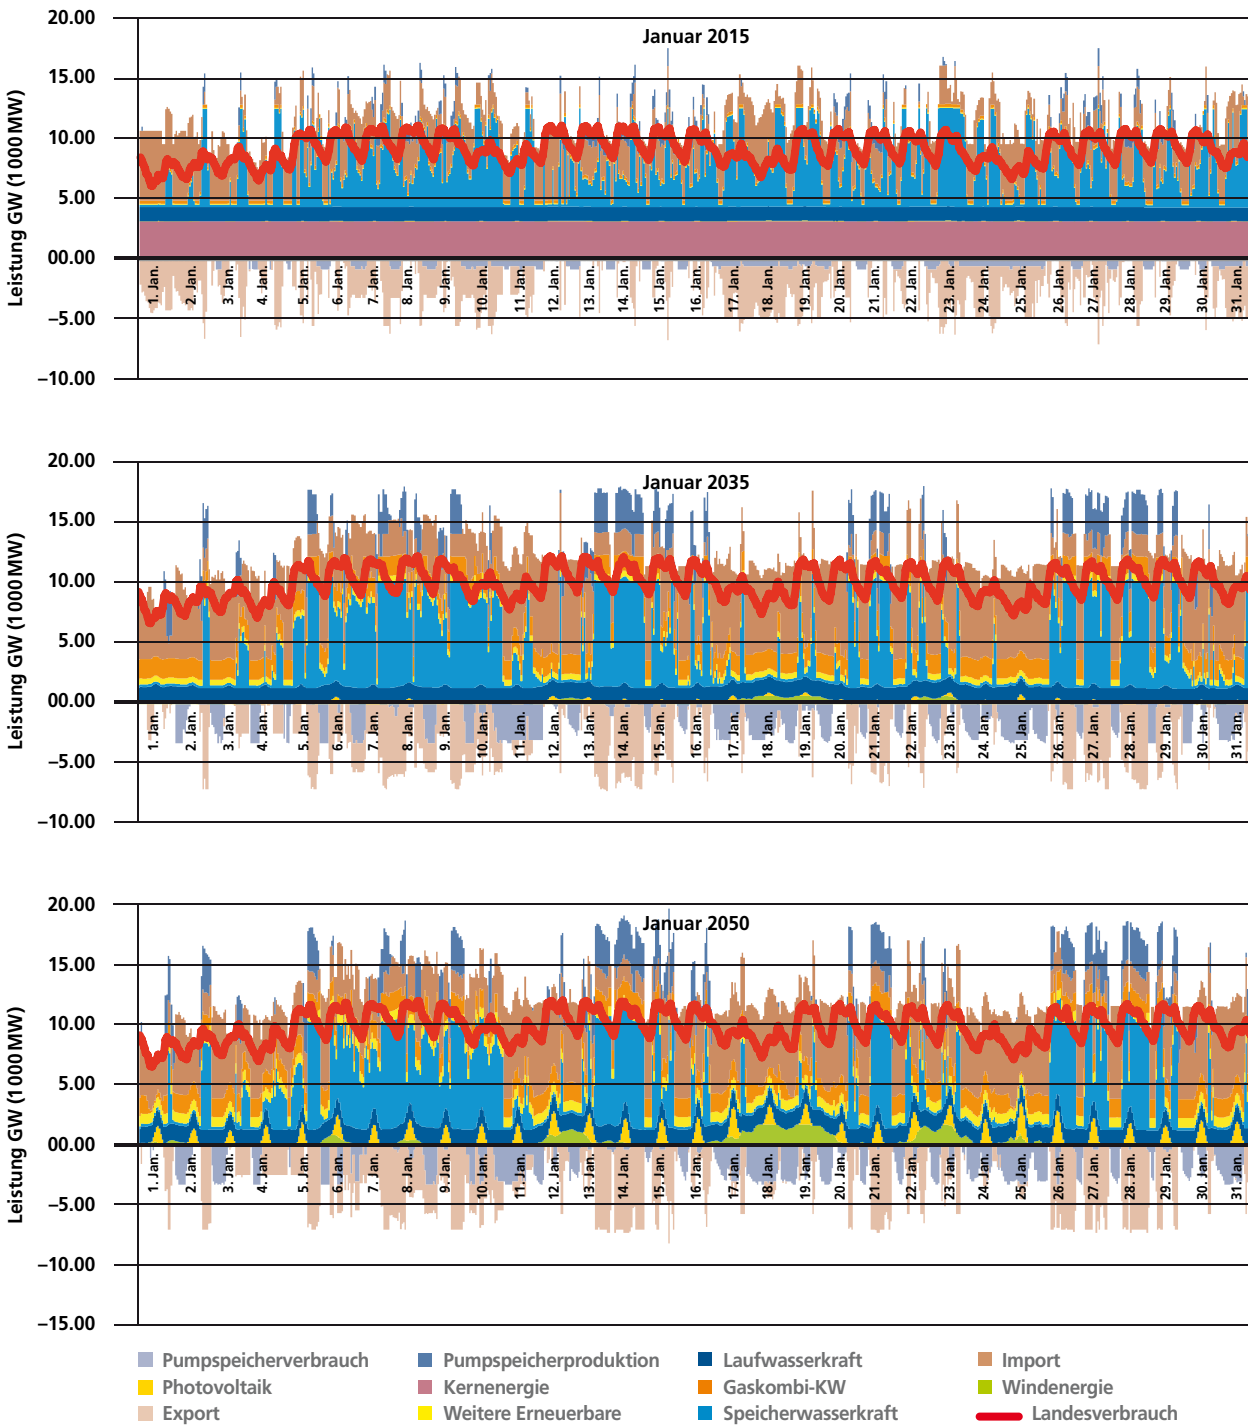 Januar 2015
Leistung GW (1000 MW)
20.00
15.00
10.00
5.00
00.00
–5.00
–10.00
1. Jan. 2. Jan. 3. Jan. 4. Jan. 5. Jan. 6. Jan. 7. Jan. 8. Jan. 9. Jan. 10. Jan. 11. Jan. 12. Jan. 13. Jan. 14. Jan. 15. Jan. 16. Jan. 17. Jan. 18. Jan. 19. Jan. 20. Jan. 21. Jan. 22. Jan. 23. Jan. 24. Jan. 25. Jan. 26. Jan. 27. Jan. 28. Jan. 29. Jan. 30. Jan. 31. Jan.
Januar 2035
Leistung GW (1000 MW)
20.00
15.00
10.00
5.00
00.00
–5.00
–10.00
1. Jan. 2. Jan. 3. Jan. 4. Jan. 5. Jan. 6. Jan. 7. Jan. 8. Jan. 9. Jan. 10. Jan. 11. Jan. 12. Jan. 13. Jan. 14. Jan. 15. Jan. 16. Jan. 17. Jan. 18. Jan. 19. Jan. 20. Jan. 21. Jan. 22. Jan. 23. Jan. 24. Jan. 25. Jan. 26. Jan. 27. Jan. 28. Jan. 29. Jan. 30. Jan. 31. Jan.
Januar 2050
Leistung GW (1000 MW)
20.00
15.00
10.00
5.00
00.00
–5.00
–10.00
–15.00
1. Jan. 2. Jan. 3. Jan. 4. Jan. 5. Jan. 6. Jan. 7. Jan. 8. Jan. 9. Jan. 10. Jan. 11. Jan. 12. Jan. 13. Jan. 14. Jan. 15. Jan. 16. Jan. 17. Jan. 18. Jan. 19. Jan. 20. Jan. 21. Jan. 22. Jan. 23. Jan. 24. Jan. 25. Jan. 26. Jan. 27. Jan. 28. Jan. 29. Jan. 30. Jan. 31. Jan.
Pumpspeicherverbrauch Pumpspeicherproduktion Laufwasserkraft Import
Photovoltaik Kernenergie Gaskombi-KW Windenergie
Export Weitere Erneuerbare Speicherwasserkraft Landesverbrauch